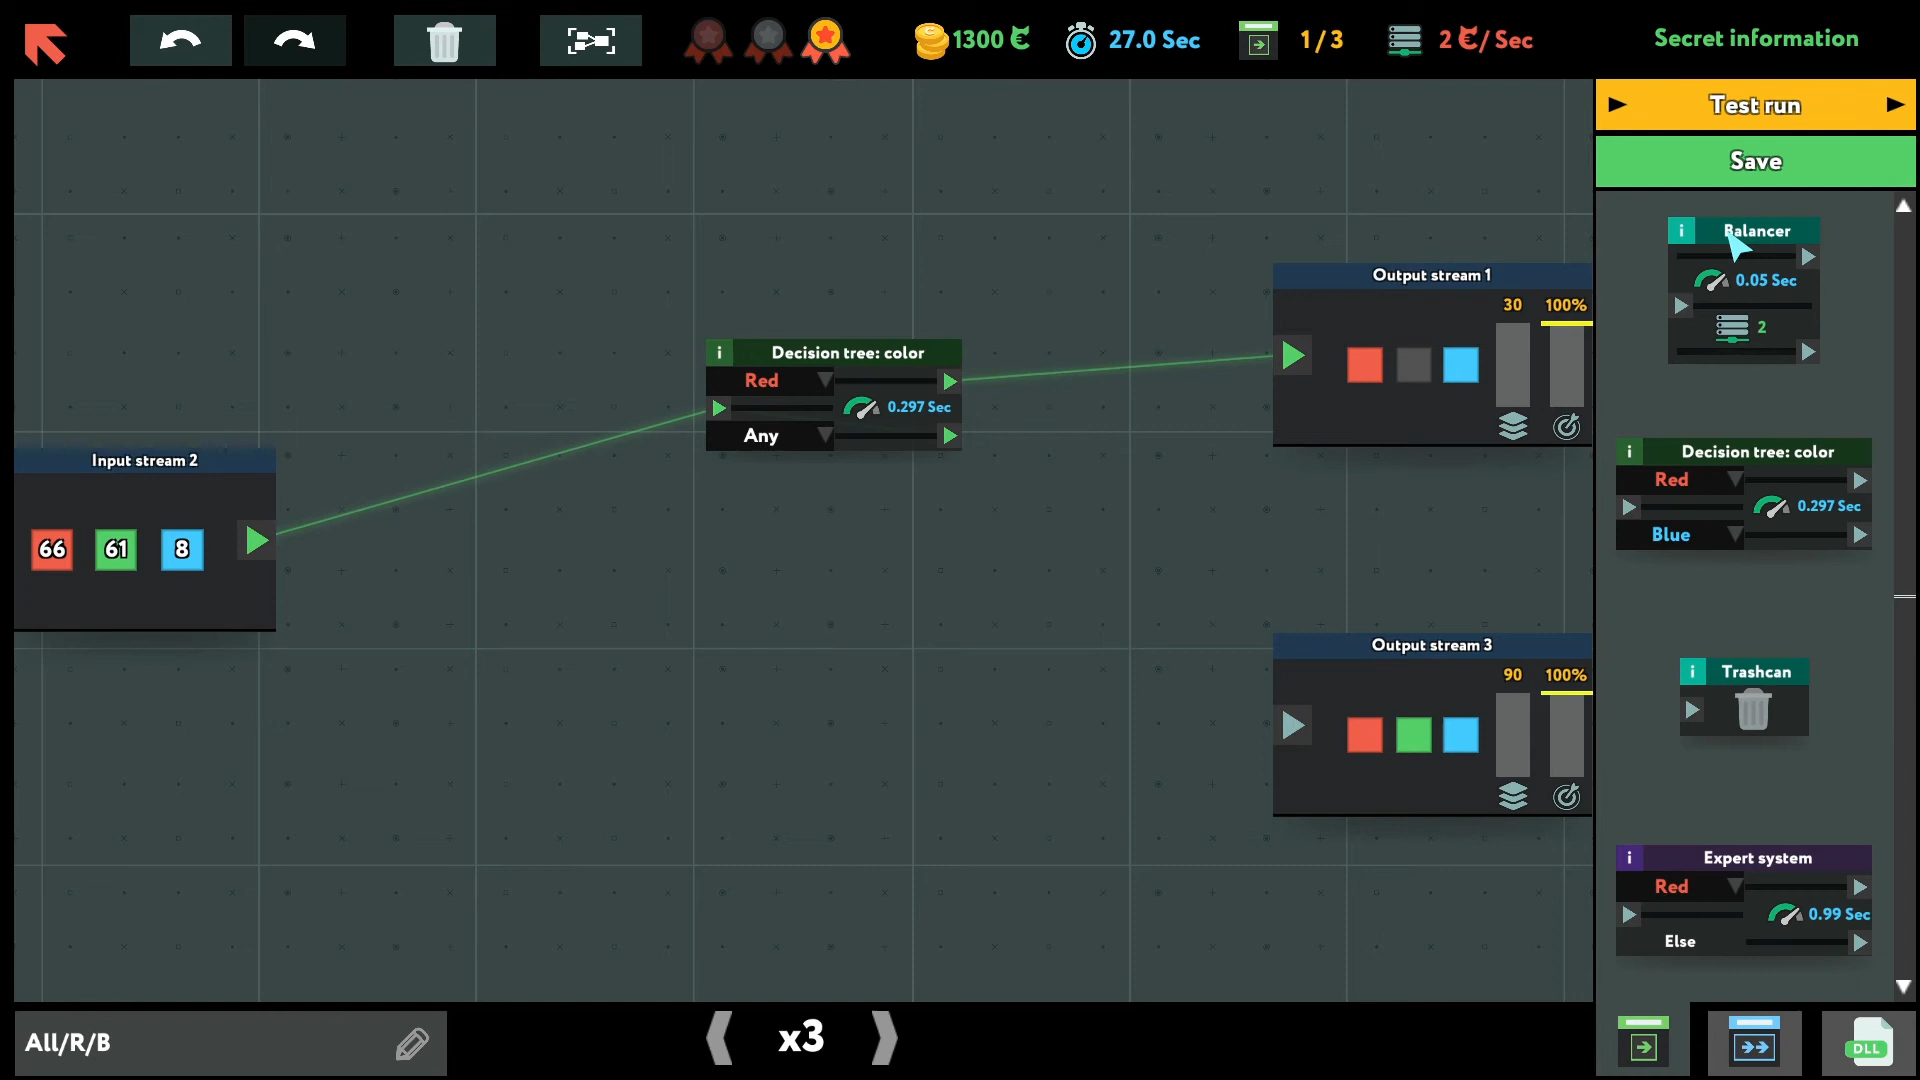 1300
27.0 Sec
1 / 3
2 / Sec
Secret information
Test run
Save
i Balancer
0.05 Sec
2
Output stream 1
30 100%
i Decision tree: color
Red
0.297 Sec
Any
Input stream 2
66 61 8
i Decision tree: color
Red
0.297 Sec
Blue
Output stream 3
90 100%
i Trashcan
i Expert system
Red
0.99 Sec
Else
All/R/B
x3
DLL